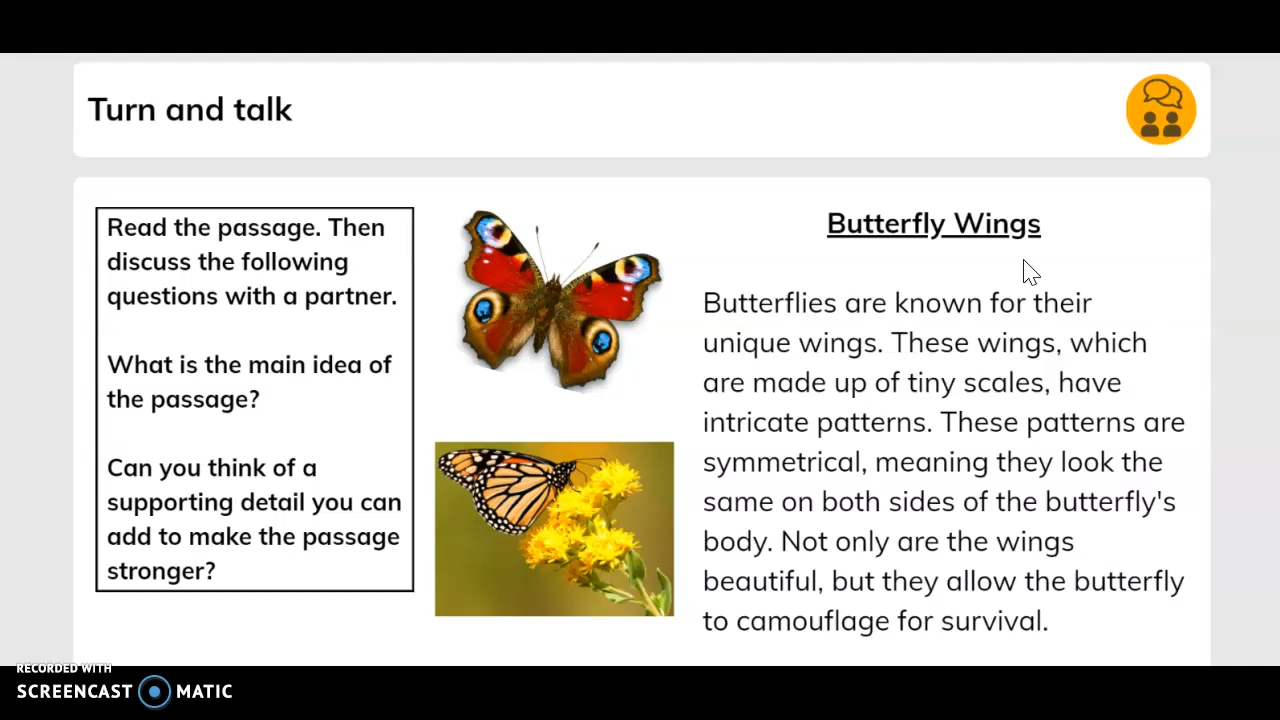 Turn and talk
Read the passage. Then
discuss the following
questions with a partner.
What is the main idea of
the passage?
Can you think of a
supporting detail you can
add to make the passage
stronger?
Butterfly Wings
Butterflies are known for their
unique wings. These wings, which
are made up of tiny scales, have
intricate patterns. These patterns are
symmetrical, meaning they look the
same on both sides of the butterfly's
body. Not only are the wings
beautiful, but they allow the butterfly
to camouflage for survival.
RECORDED WITH
SCREENCAST MATIC